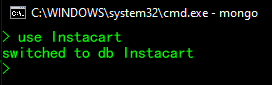 C:\WINDOWS\system32\cmd.exe - mongo
> use Instacart
switched to db Instacart
>